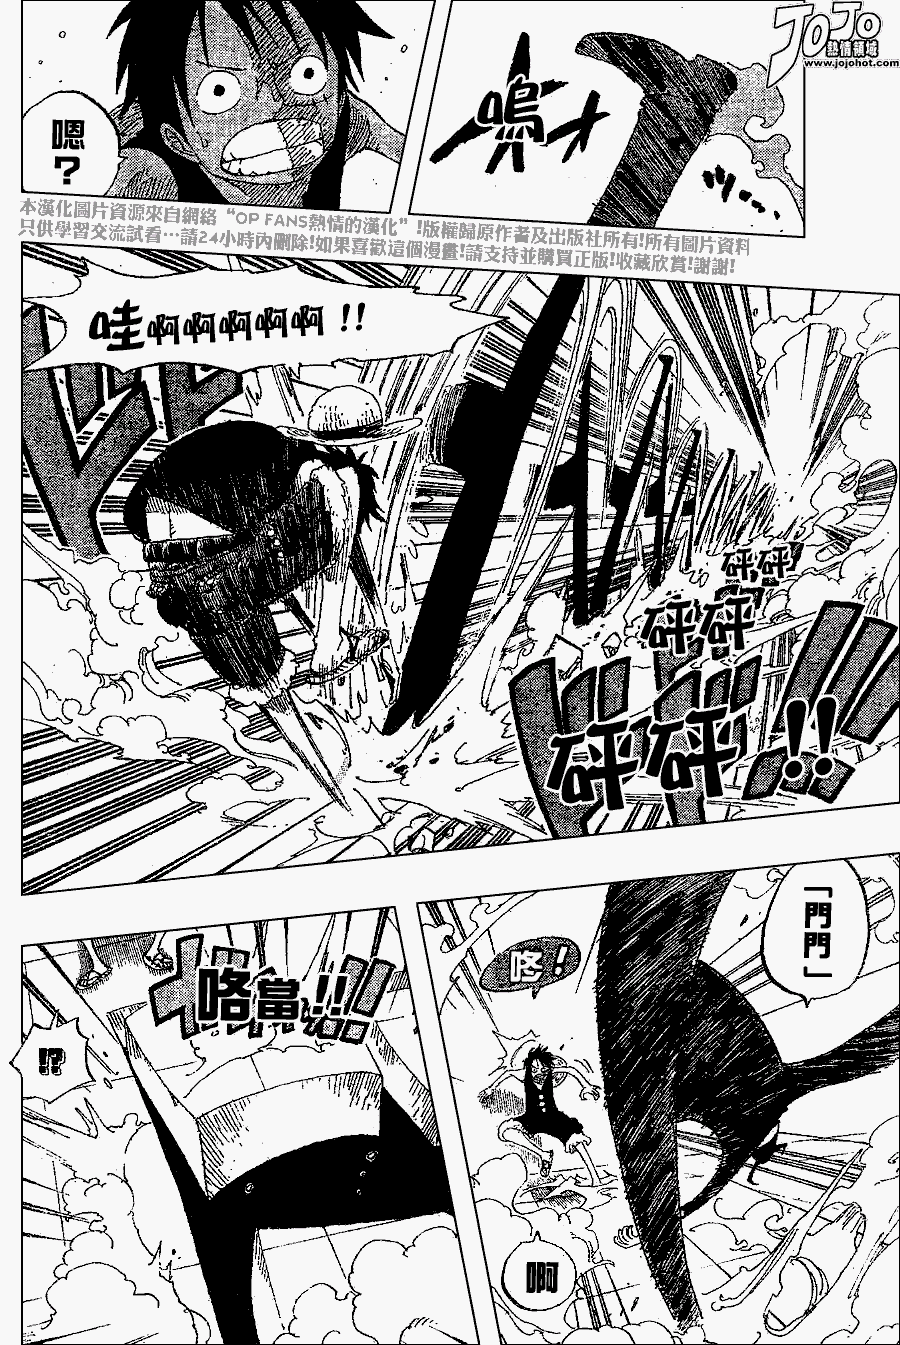 JOJO
熱情領域
www.jojohot.com
嗚
嗯?
本漢化圖片資源來自網絡“OP FANS熱情的漢化”!版權歸原作者及出版社所有!所有圖片資料
只供學習交流試看…請24小時內刪除!如果喜歡這個漫畫!請支持並購買正版!收藏欣賞!謝謝!
哇啊啊啊啊啊!!
砰,砰
砰,砰
砰,砰!!
「門門」
咚!
啊
咯當!!
!?